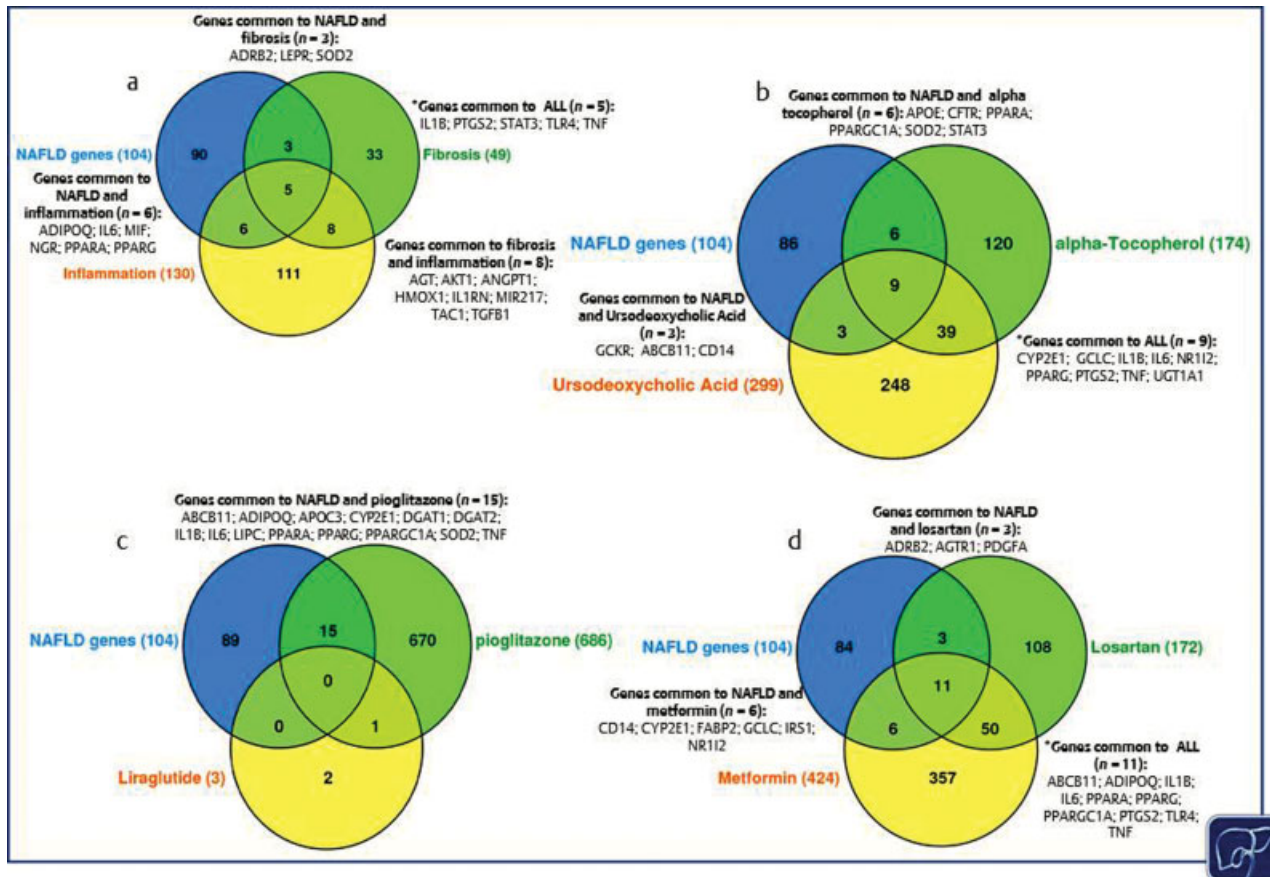 Genes common to NAFLD and
fibrosis (n = 3):
ADRB2; LEPR; SOD2
a
*Genes common to ALL (n = 5):
IL1B; PTGS2; STAT3; TLR4; TNF
NAFLD genes (104)
90
3
33
Fibrosis (49)
Genes common to
NAFLD and
inflammation (n = 6):
ADIPOQ; IL6; MIF;
NGR; PPARA; PPARG
5
6
8
Inflammation (130)
111
Genes common to fibrosis
and inflammation (n = 8):
AGT; AKT1; ANGPT1;
HMOX1; IL1RN; MIR217;
TAC1; TGFB1
b
Genes common to NAFLD and alpha
tocopherol (n = 6): APOE; CFTR; PPARA;
PPARGC1A; SOD2; STAT3
NAFLD genes (104)
86
6
120
alpha-Tocopherol (174)
9
Genes common to NAFLD
and Ursodeoxycholic Acid
(n = 3):
GCKR; ABCB11; CD14
3
39
*Genes common to ALL (n = 9):
CYP2E1; GCLC; IL1B; IL6; NR1I2;
PPARG; PTGS2; TNF; UGT1A1
Ursodeoxycholic Acid (299)
248
Genes common to NAFLD and pioglitazone (n = 15):
ABCB11; ADIPOQ; APOC3; CYP2E1; DGAT1; DGAT2;
IL1B; IL6; LIPC; PPARA; PPARG; PPARGC1A; SOD2; TNF
c
NAFLD genes (104)
89
15
670
pioglitazone (686)
0
0
1
Liraglutide (3)
2
Genes common to NAFLD
and losartan (n = 3):
ADRB2; AGTR1; PDGFA
d
NAFLD genes (104)
84
3
108
Losartan (172)
11
Genes common to NAFLD and
metformin (n = 6):
CD14; CYP2E1; FABP2; GCLC; IRS1;
NR1I2
6
50
*Genes common to ALL
(n = 11):
ABCB11; ADIPOQ; IL1B;
IL6; PPARA; PPARG;
PPARGC1A; PTGS2; TLR4;
TNF
Metformin (424)
357